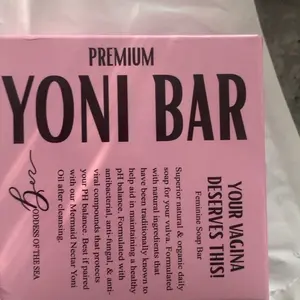 PREMIUM
YONI BAR
YOUR VAGINA
DESERVES THIS!
Feminine Soap Bar
Superior natural & organic daily
soap for your vulva. Formulated
with natural ingredients that
have been traditionally known to
help aid in maintaining a healthy
pH balance. Formulated with
antibacterial, anti-fungal, & anti-
viral compounds that protects
your PH balance. Best if paired
with our Mermaid Nectar Yoni
Oil after cleansing.
GODDESS OF THE SEA